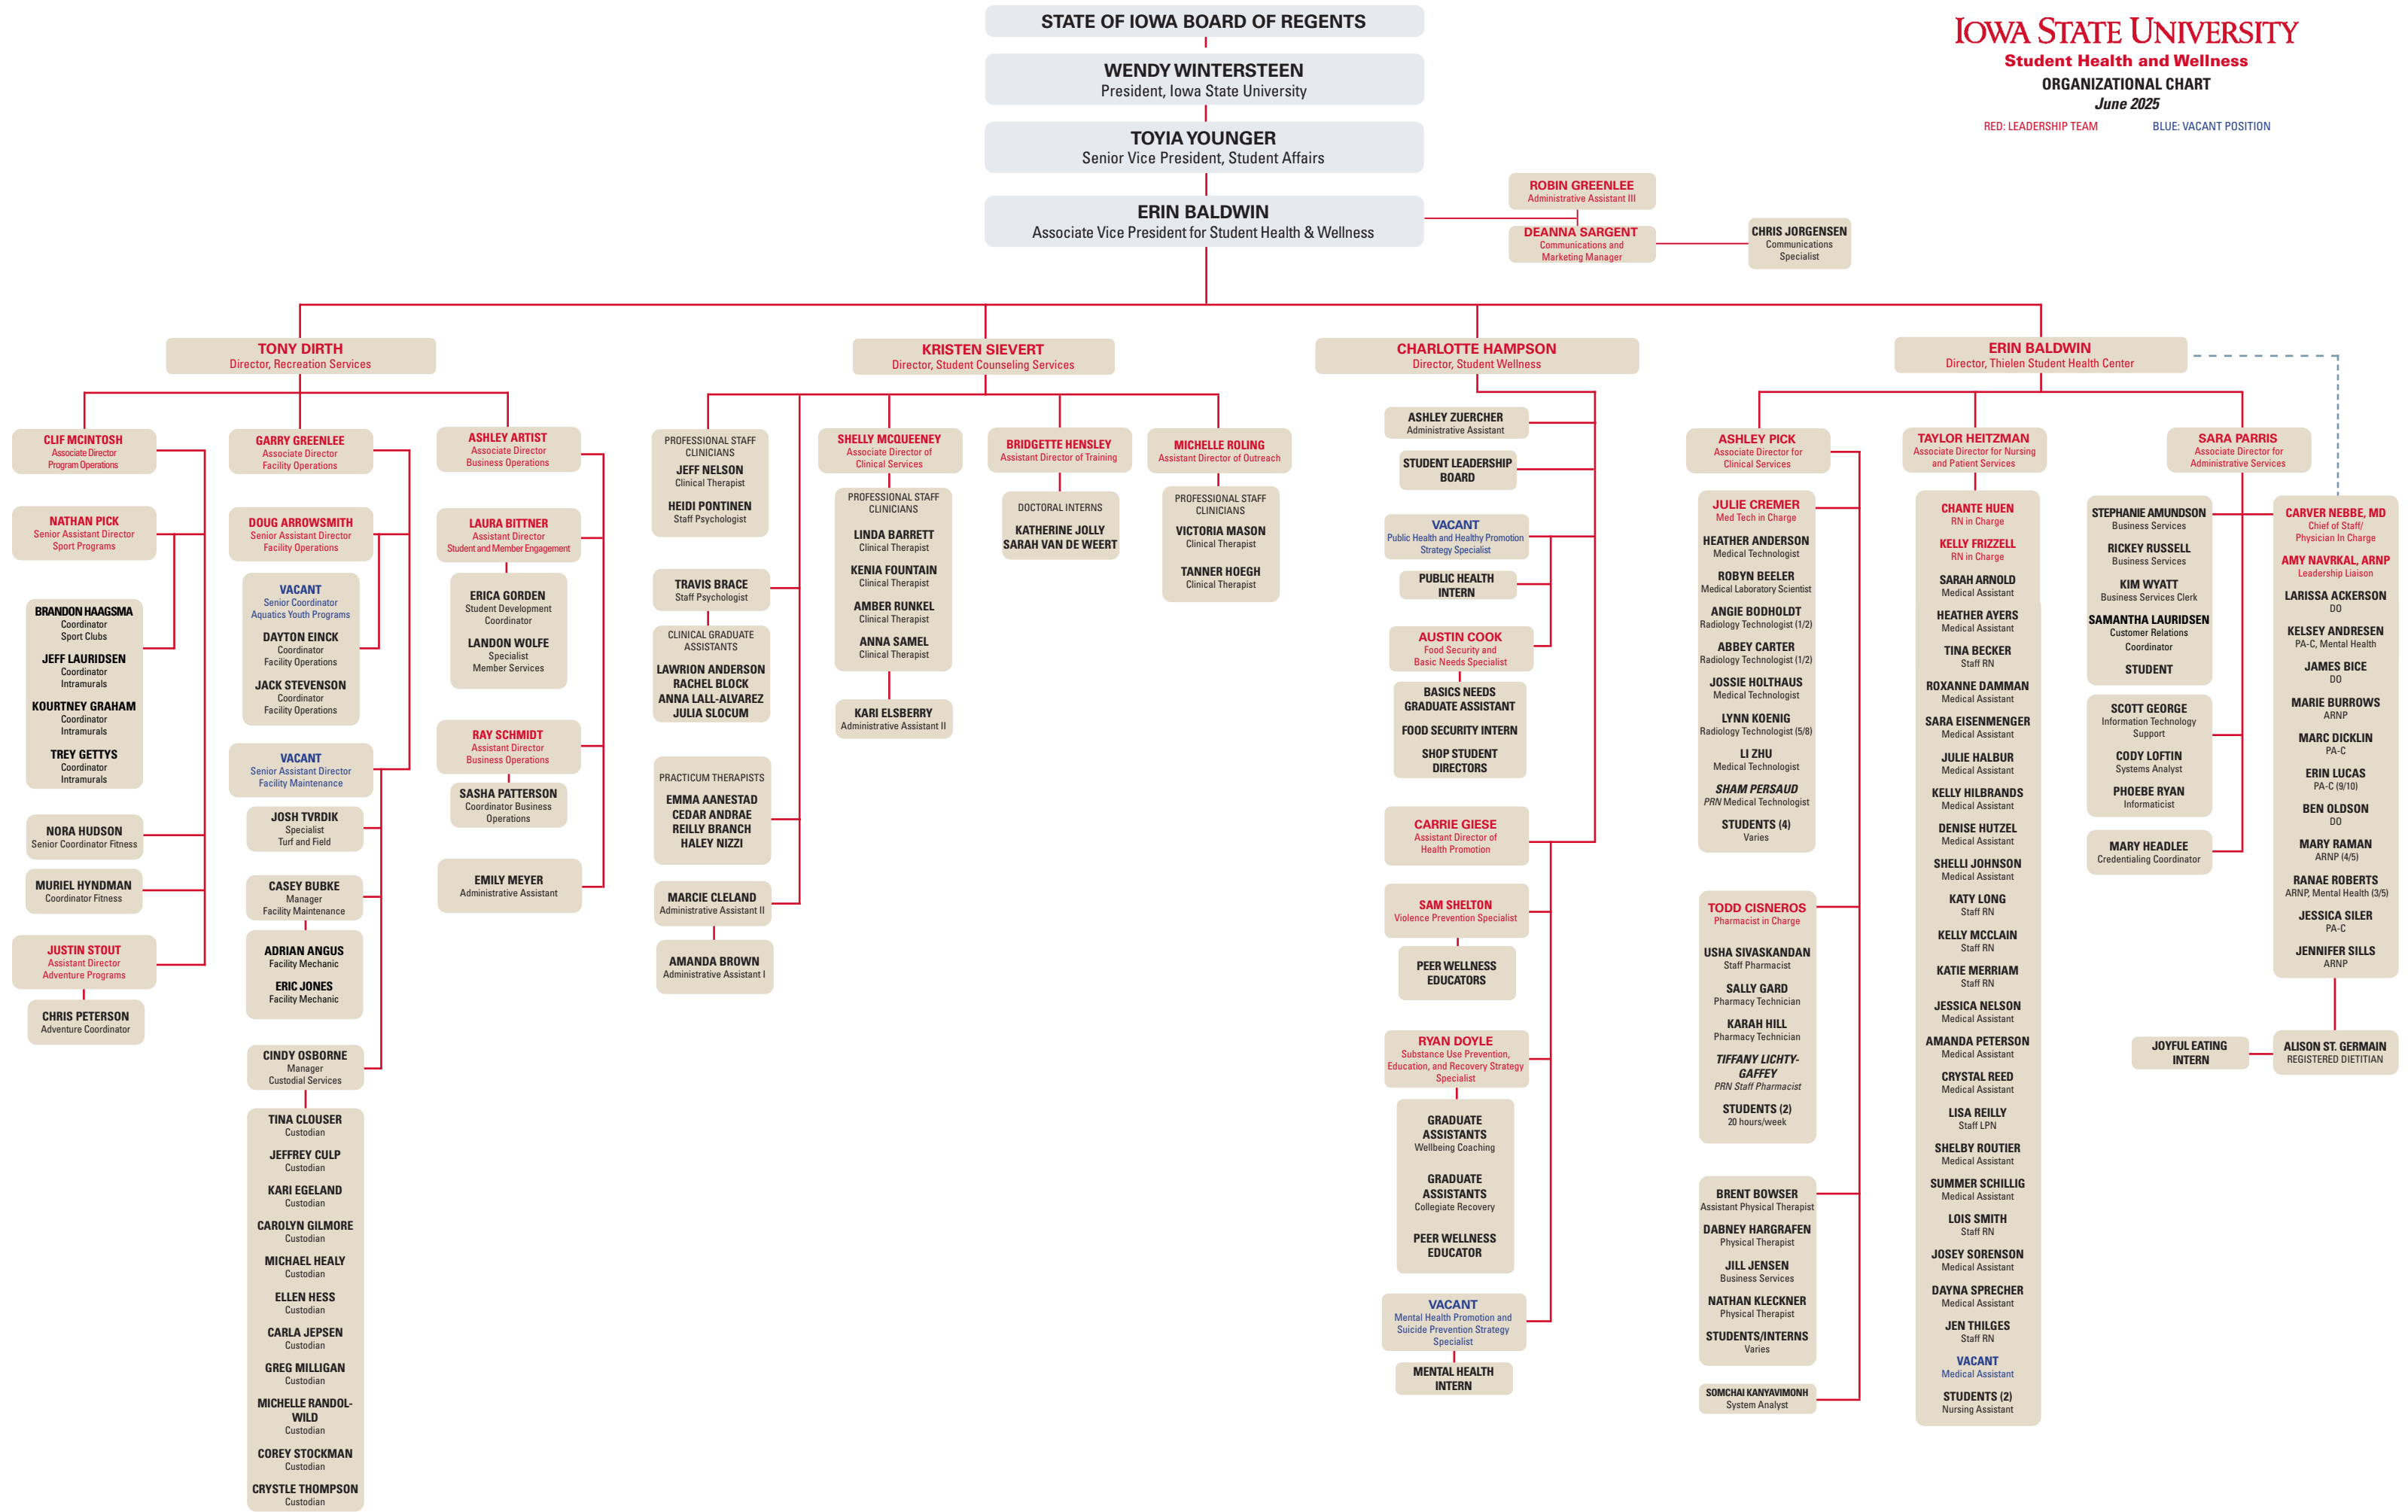 STATE OF IOWA BOARD OF REGENTS
WENDY WINTERSTEEN
President, Iowa State University
TOYIA YOUNGER
Senior Vice President, Student Affairs
ERIN BALDWIN
Associate Vice President for Student Health & Wellness
IOWA STATE UNIVERSITY
Student Health and Wellness
ORGANIZATIONAL CHART
June 2025
RED: LEADERSHIP TEAM
BLUE: VACANT POSITION
ROBIN GREENLEE
Administrative Assistant III
DEANNA SARGENT
Communications and
Marketing Manager
CHRIS JORGENSEN
Communications
Specialist
TONY DIRTH
Director, Recreation Services
CLIF MCINTOSH
Associate Director
Program Operations
NATHAN PICK
Senior Assistant Director
Sport Programs
BRANDON HAAGSMA
Coordinator
Sport Clubs
JEFF LAURIDSEN
Coordinator
Intramurals
KOURTNEY GRAHAM
Coordinator
Intramurals
TREY GETTYS
Coordinator
Intramurals
NORA HUDSON
Senior Coordinator Fitness
MURIEL HYNDMAN
Coordinator Fitness
JUSTIN STOUT
Assistant Director
Adventure Programs
CHRIS PETERSON
Adventure Coordinator
GARRY GREENLEE
Associate Director
Facility Operations
DOUG ARROWSMITH
Senior Assistant Director
Facility Operations
VACANT
Senior Coordinator
Aquatics Youth Programs
DAYTON EINCK
Coordinator
Facility Operations
JACK STEVENSON
Coordinator
Facility Operations
VACANT
Senior Assistant Director
Facility Maintenance
JOSH TVRDIK
Specialist
Turf and Field
CASEY BUBKE
Manager
Facility Maintenance
ADRIAN ANGUS
Facility Mechanic
ERIC JONES
Facility Mechanic
CINDY OSBORNE
Manager
Custodial Services
TINA CLOUSER
Custodian
JEFFREY CULP
Custodian
KARI EGELAND
Custodian
CAROLYN GILMORE
Custodian
MICHAEL HEALY
Custodian
ELLEN HESS
Custodian
CARLA JEPSEN
Custodian
GREG MILLIGAN
Custodian
MICHELLE RANDOL-
WILD
Custodian
COREY STOCKMAN
Custodian
CRYSTLE THOMPSON
Custodian
ASHLEY ARTIST
Associate Director
Business Operations
LAURA BITTNER
Assistant Director
Student and Member Engagement
ERICA GORDEN
Student Development
Coordinator
LANDON WOLFE
Specialist
Member Services
RAY SCHMIDT
Assistant Director
Business Operations
SASHA PATTERSON
Coordinator Business
Operations
EMILY MEYER
Administrative Assistant
KRISTEN SIEVERT
Director, Student Counseling Services
PROFESSIONAL STAFF
CLINICIANS
JEFF NELSON
Clinical Therapist
HEIDI PONTINEN
Staff Psychologist
TRAVIS BRACE
Staff Psychologist
CLINICAL GRADUATE
ASSISTANTS
LAWRION ANDERSON
RACHEL BLOCK
ANNA LALL-ALVAREZ
JULIA SLOCUM
PRACTICUM THERAPISTS
EMMA AANESTAD
CEDAR ANDRAE
REILLY BRANCH
HALEY NIZZI
MARCIE CLELAND
Administrative Assistant II
AMANDA BROWN
Administrative Assistant I
SHELLY MCQUEENEY
Associate Director of
Clinical Services
PROFESSIONAL STAFF
CLINICIANS
LINDA BARRETT
Clinical Therapist
KENIA FOUNTAIN
Clinical Therapist
AMBER RUNKEL
Clinical Therapist
ANNA SAMEL
Clinical Therapist
KARI ELSBERRY
Administrative Assistant II
BRIDGETTE HENSLEY
Assistant Director of Training
DOCTORAL INTERNS
KATHERINE JOLLY
SARAH VAN DE WEERT
MICHELLE ROLING
Assistant Director of Outreach
PROFESSIONAL STAFF
CLINICIANS
VICTORIA MASON
Clinical Therapist
TANNER HOEGH
Clinical Therapist
CHARLOTTE HAMPSON
Director, Student Wellness
ASHLEY ZUERCHER
Administrative Assistant
STUDENT LEADERSHIP
BOARD
VACANT
Public Health and Healthy Promotion
Strategy Specialist
PUBLIC HEALTH
INTERN
AUSTIN COOK
Food Security and
Basic Needs Specialist
BASICS NEEDS
GRADUATE ASSISTANT
FOOD SECURITY INTERN
SHOP STUDENT
DIRECTORS
CARRIE GIESE
Assistant Director of
Health Promotion
SAM SHELTON
Violence Prevention Specialist
PEER WELLNESS
EDUCATORS
RYAN DOYLE
Substance Use Prevention,
Education, and Recovery Strategy
Specialist
GRADUATE
ASSISTANTS
Wellbeing Coaching
GRADUATE
ASSISTANTS
Collegiate Recovery
PEER WELLNESS
EDUCATOR
VACANT
Mental Health Promotion and
Suicide Prevention Strategy
Specialist
MENTAL HEALTH
INTERN
ERIN BALDWIN
Director, Thielen Student Health Center
ASHLEY PICK
Associate Director for
Clinical Services
JULIE CREMER
Med Tech in Charge
HEATHER ANDERSON
Medical Technologist
ROBYN BEELER
Medical Laboratory Scientist
ANGIE BODHOLDT
Radiology Technologist (1/2)
ABBEY CARTER
Radiology Technologist (1/2)
JOSSIE HOLTHAUS
Medical Technologist
LYNN KOENIG
Radiology Technologist (5/8)
LI ZHU
Medical Technologist
SHAM PERSAUD
PRN Medical Technologist
STUDENTS (4)
Varies
TODD CISNEROS
Pharmacist in Charge
USHA SIVASKANDAN
Staff Pharmacist
SALLY GARD
Pharmacy Technician
KARAH HILL
Pharmacy Technician
TIFFANY LICHTY-
GAFFEY
PRN Staff Pharmacist
STUDENTS (2)
20 hours/week
BRENT BOWSER
Assistant Physical Therapist
DABNEY HARGRAFEN
Physical Therapist
JILL JENSEN
Business Services
NATHAN KLECKNER
Physical Therapist
STUDENTS/INTERNS
Varies
SOMCHAI KANYAVIMONH
System Analyst
TAYLOR HEITZMAN
Associate Director for Nursing
and Patient Services
CHANTE HUEN
RN in Charge
KELLY FRIZZELL
RN in Charge
SARAH ARNOLD
Medical Assistant
HEATHER AYERS
Medical Assistant
TINA BECKER
Staff RN
ROXANNE DAMMAN
Medical Assistant
SARA EISENMENGER
Medical Assistant
JULIE HALBUR
Medical Assistant
KELLY HILBRANDS
Medical Assistant
DENISE HUTZEL
Medical Assistant
SHELLI JOHNSON
Medical Assistant
KATY LONG
Staff RN
KELLY MCCLAIN
Staff RN
KATIE MERRIAM
Staff RN
JESSICA NELSON
Medical Assistant
AMANDA PETERSON
Medical Assistant
CRYSTAL REED
Medical Assistant
LISA REILLY
Staff LPN
SHELBY ROUTIER
Medical Assistant
SUMMER SCHILLIG
Medical Assistant
LOIS SMITH
Staff RN
JOSEY SORENSON
Medical Assistant
DAYNA SPRECHER
Medical Assistant
JEN THILGES
Staff RN
VACANT
Medical Assistant
STUDENTS (2)
Nursing Assistant
SARA PARRIS
Associate Director for
Administrative Services
STEPHANIE AMUNDSON
Business Services
RICKEY RUSSELL
Business Services
KIM WYATT
Business Services Clerk
SAMANTHA LAURIDSEN
Customer Relations
Coordinator
STUDENT
SCOTT GEORGE
Information Technology
Support
CODY LOFTIN
Systems Analyst
PHOEBE RYAN
Informaticist
MARY HEADLEE
Credentialing Coordinator
CARVER NEBBE, MD
Chief of Staff/
Physician In Charge
AMY NAVRKAL, ARNP
Leadership Liaison
LARISSA ACKERSON
DO
KELSEY ANDRESEN
PA-C, Mental Health
JAMES BICE
DO
MARIE BURROWS
ARNP
MARC DICKLIN
PA-C
ERIN LUCAS
PA-C (9/10)
BEN OLDSON
DO
MARY RAMAN
ARNP (4/5)
RANAE ROBERTS
ARNP, Mental Health (3/5)
JESSICA SILER
PA-C
JENNIFER SILLS
ARNP
JOYFUL EATING
INTERN
ALISON ST. GERMAIN
REGISTERED DIETITIAN